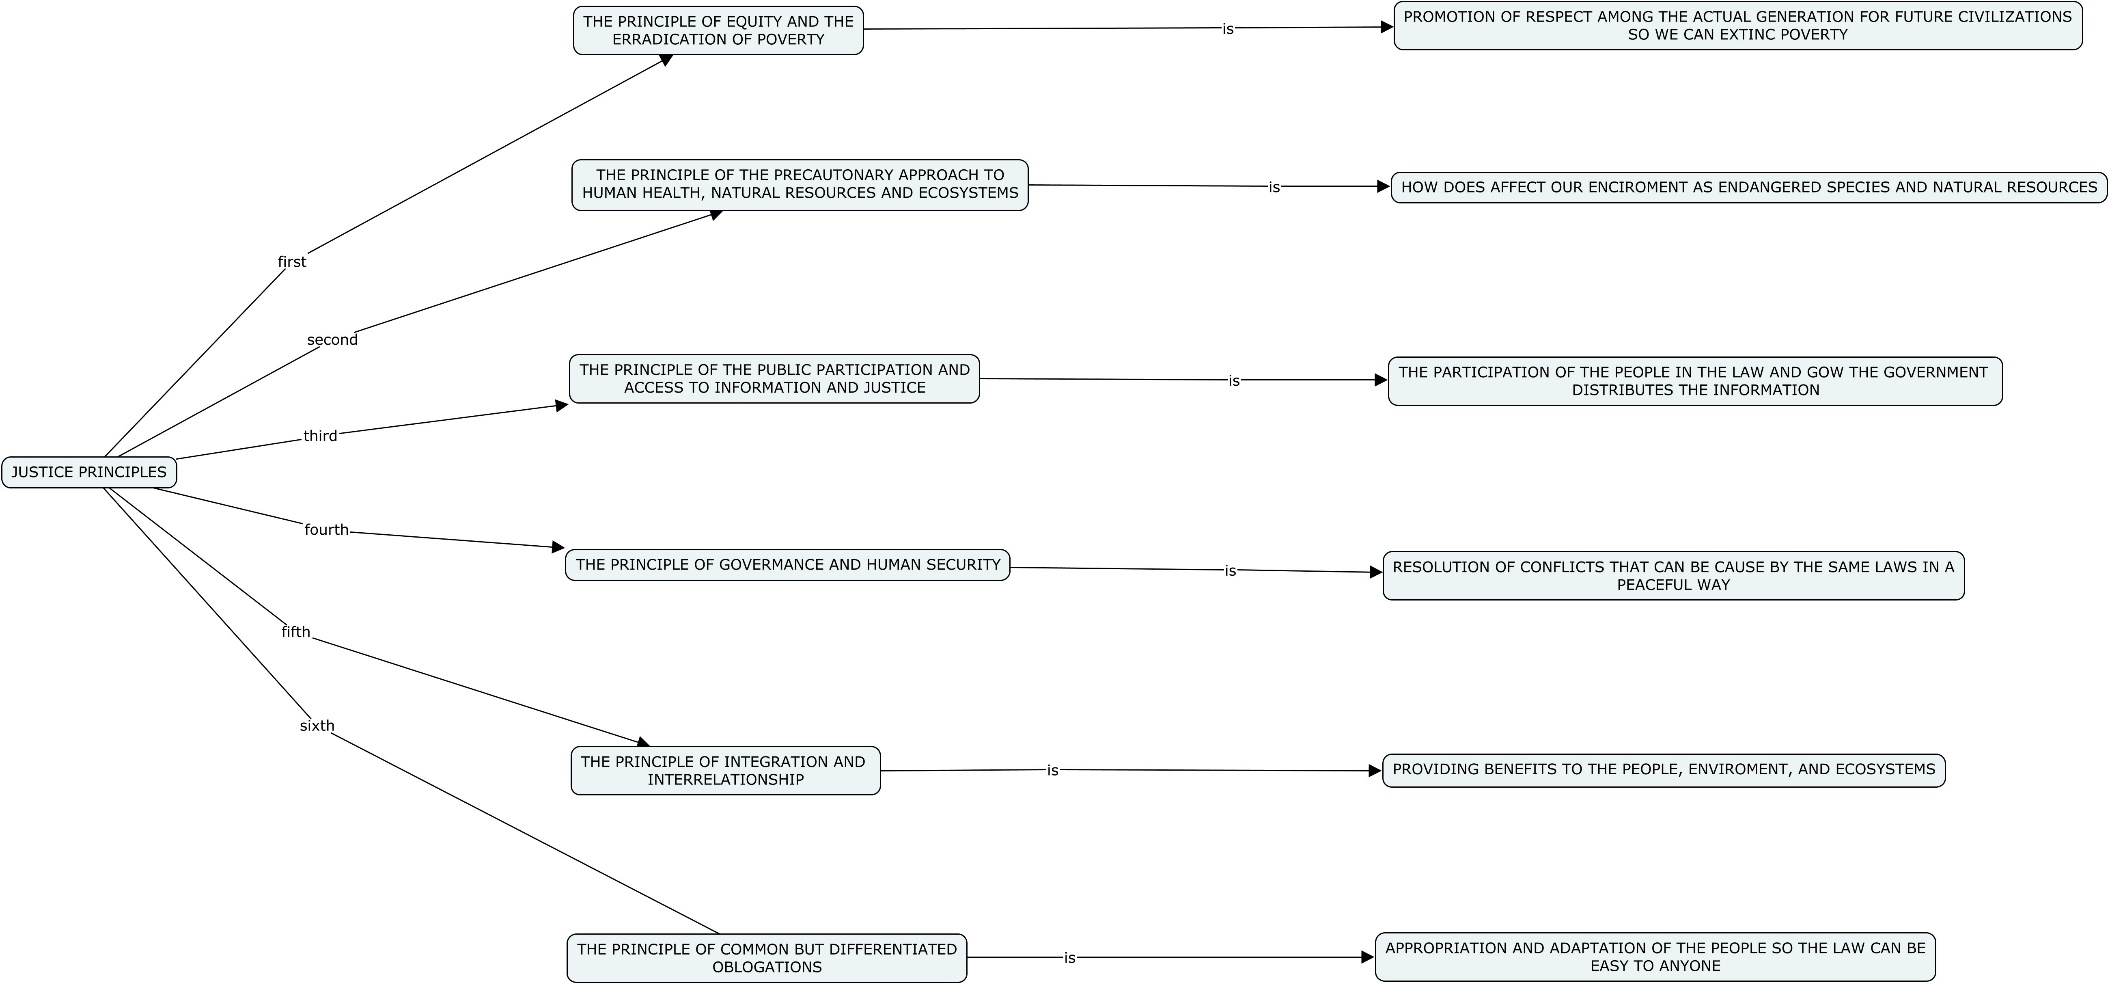 THE PRINCIPLE OF EQUITY AND THE
ERRADICATION OF POVERTY
is
PROMOTION OF RESPECT AMONG THE ACTUAL GENERATION FOR FUTURE CIVILIZATIONS
SO WE CAN EXTINC POVERTY
first
THE PRINCIPLE OF THE PRECAUTONARY APPROACH TO
HUMAN HEALTH, NATURAL RESOURCES AND ECOSYSTEMS
is
HOW DOES AFFECT OUR ENCIROMENT AS ENDANGERED SPECIES AND NATURAL RESOURCES
second
THE PRINCIPLE OF THE PUBLIC PARTICIPATION AND
ACCESS TO INFORMATION AND JUSTICE
is
THE PARTICIPATION OF THE PEOPLE IN THE LAW AND GOW THE GOVERNMENT
DISTRIBUTES THE INFORMATION
third
JUSTICE PRINCIPLES
fourth
THE PRINCIPLE OF GOVERMANCE AND HUMAN SECURITY
is
RESOLUTION OF CONFLICTS THAT CAN BE CAUSE BY THE SAME LAWS IN A
PEACEFUL WAY
fifth
THE PRINCIPLE OF INTEGRATION AND
INTERRELATIONSHIP
is
PROVIDING BENEFITS TO THE PEOPLE, ENVIROMENT, AND ECOSYSTEMS
sixth
THE PRINCIPLE OF COMMON BUT DIFFERENTIATED
OBLOGATIONS
is
APPROPRIATION AND ADAPTATION OF THE PEOPLE SO THE LAW CAN BE
EASY TO ANYONE